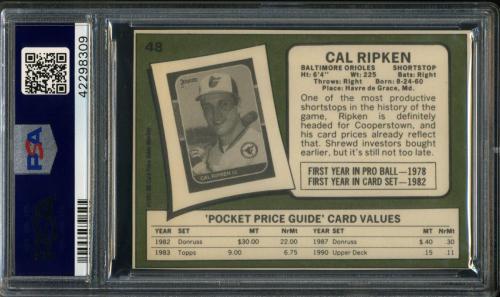 42298309
PSA
48
CAL RIPKEN
BALTIMORE ORIOLES SHORTSTOP
Ht: 6'4" Wt: 225 Bats: Right
Throws: Right Born: 8-24-60
Place: Havre de Grace, Md.
One of the most productive
shortstops in the history of the
game, Ripken is definitely
headed for Cooperstown, and
his card prices already reflect
that. Shrewd investors bought
earlier, but it's still not too late.
FIRST YEAR IN PRO BALL—1978
FIRST YEAR IN CARD SET—1982
Donruss
CAL RIPKEN
'POCKET PRICE GUIDE' CARD VALUES
YEAR SET MT NrMt YEAR SET MT NrMt
1982 Donruss $30.00 22.00 1987 Donruss $.40 .30
1983 Topps 9.00 6.75 1990 Upper Deck .15 .11